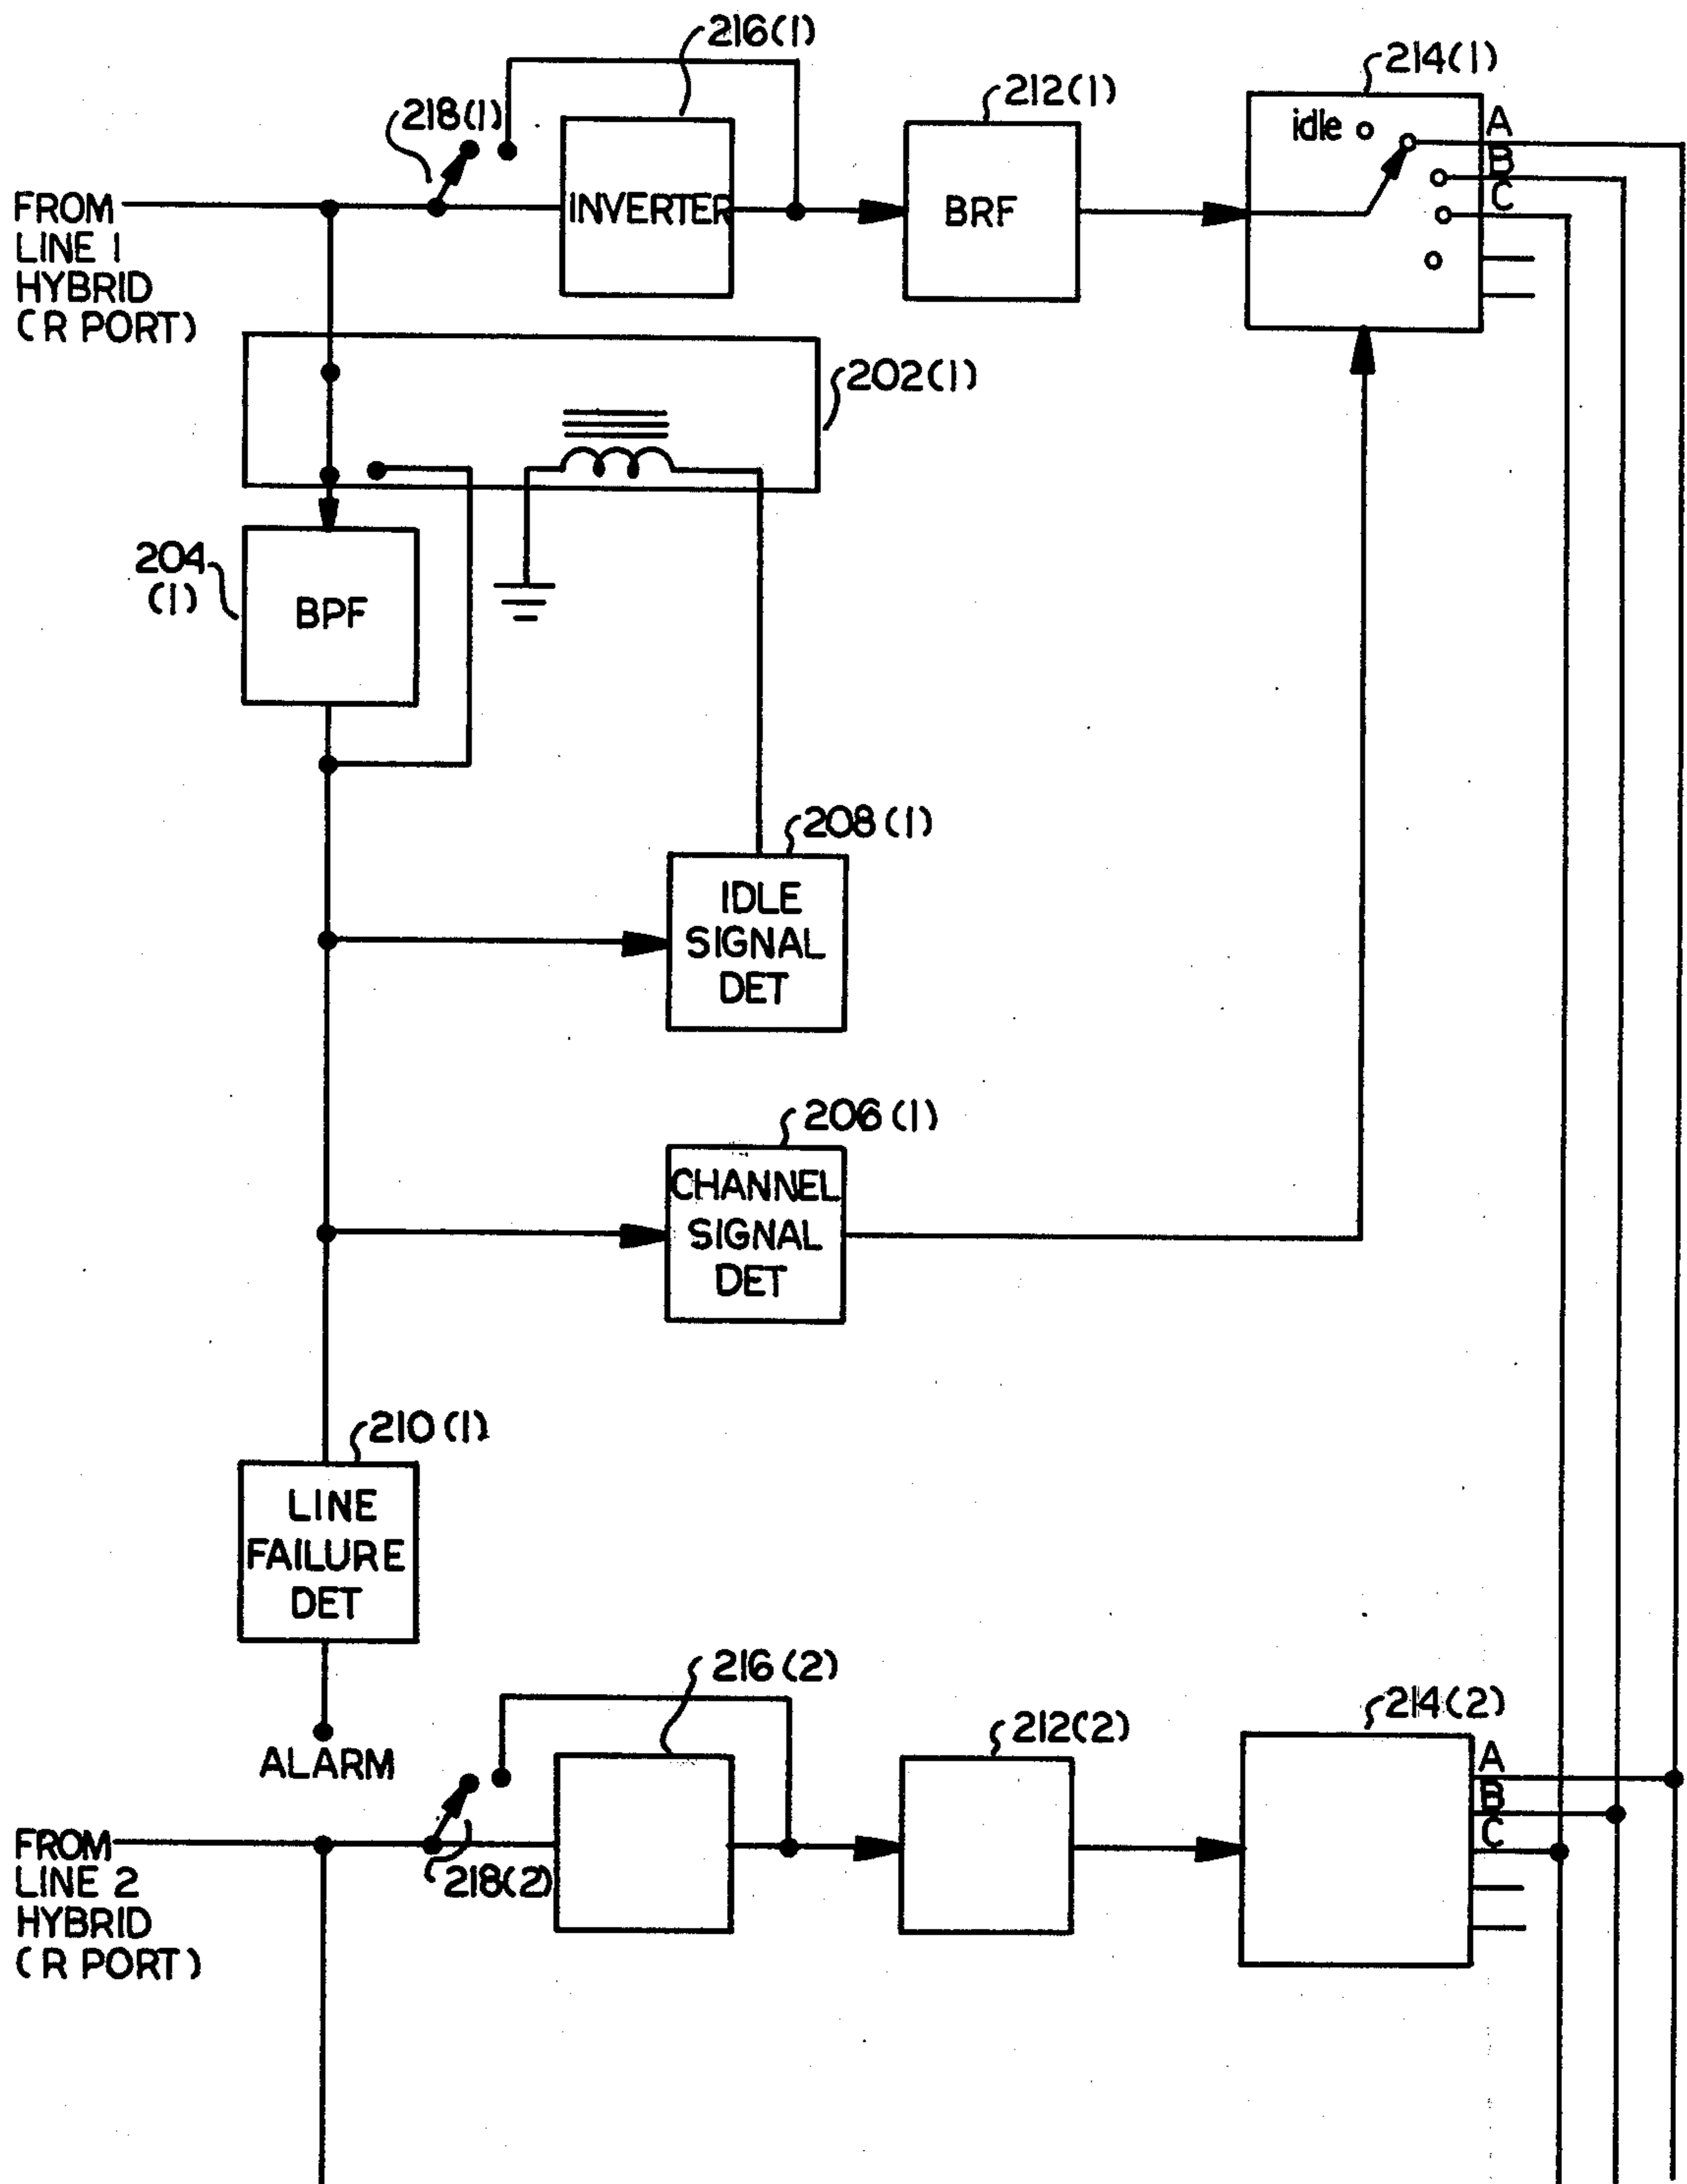 216(1)
214(1)
218(1)
212(1)
idle
A
B
C
FROM
LINE 1
HYBRID
(R PORT)
INVERTER
BRF
202(1)
204
(1)
BPF
208(1)
IDLE
SIGNAL
DET
206(1)
CHANNEL
SIGNAL
DET
210(1)
LINE
FAILURE
DET
ALARM
216(2)
214(2)
212(2)
A
B
C
FROM
LINE 2
HYBRID
(R PORT)
218(2)